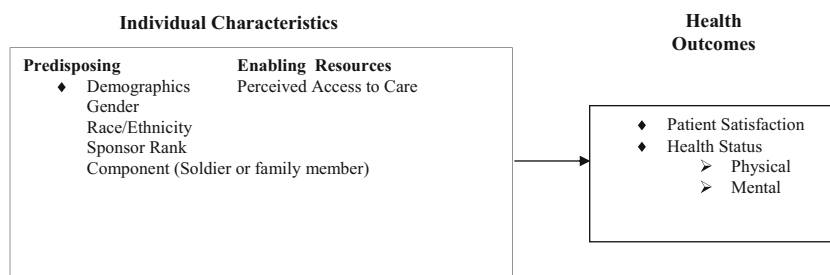 Individual Characteristics
Predisposing
♦ Demographics
Gender
Race/Ethnicity
Sponsor Rank
Component (Soldier or family member)
Enabling Resources
Perceived Access to Care
Health
Outcomes
♦ Patient Satisfaction
♦ Health Status
➢ Physical
➢ Mental